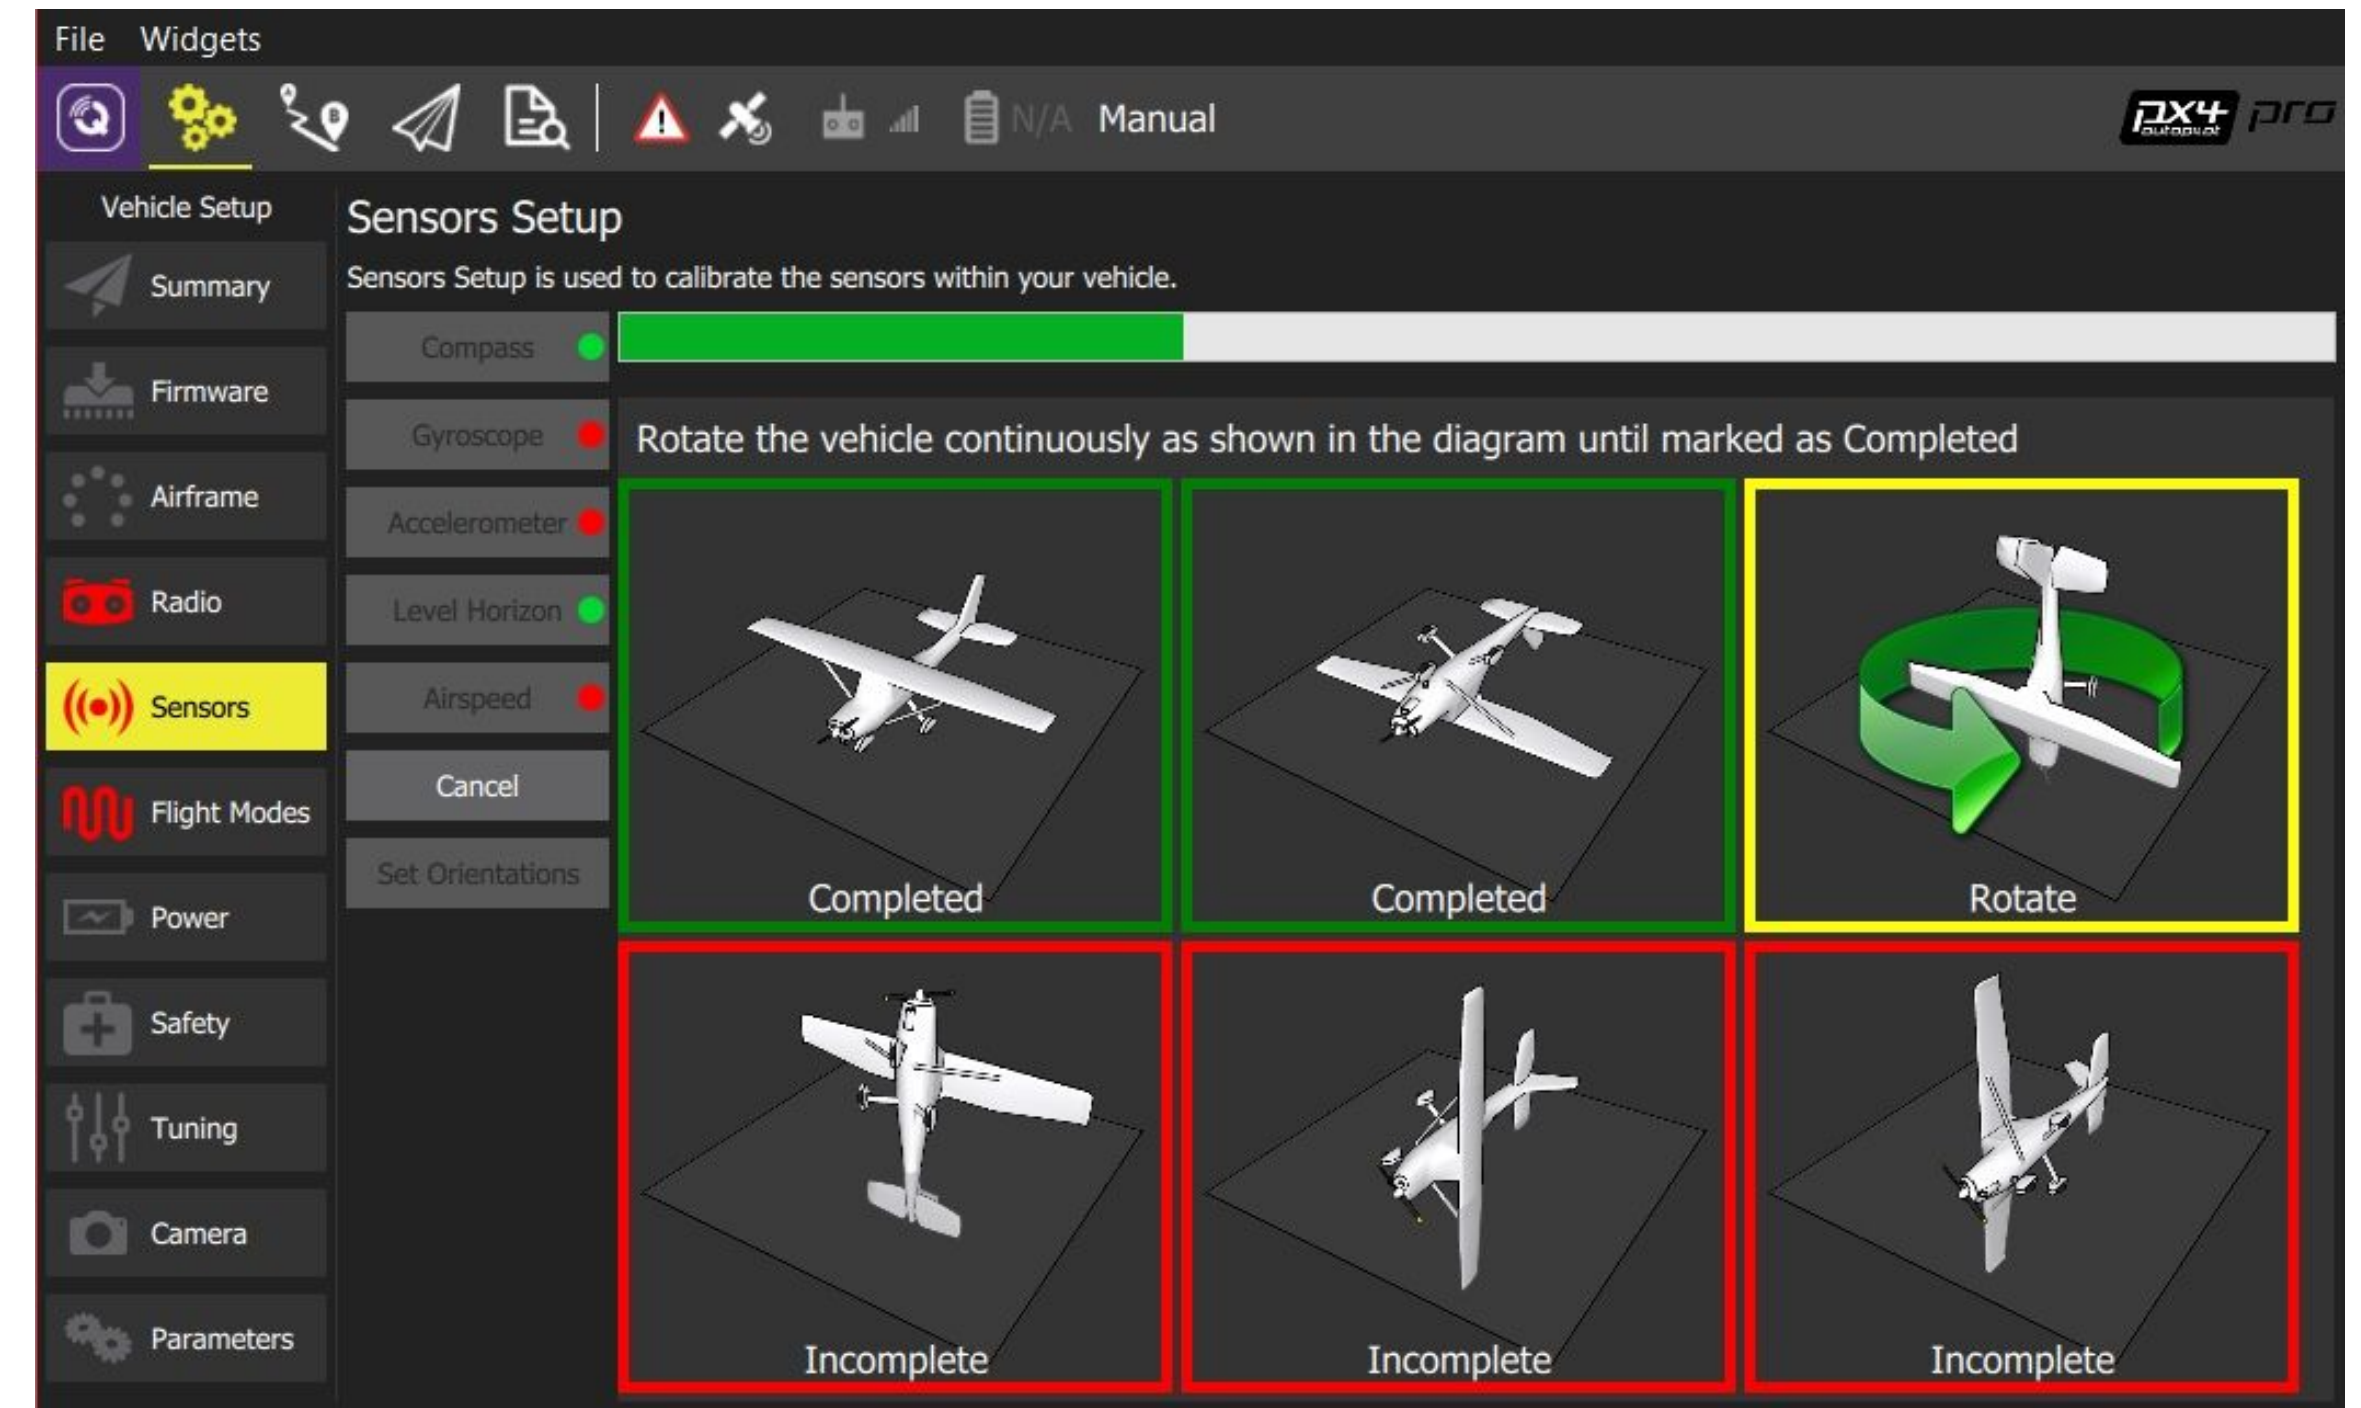 File Widgets
N/A Manual
px4 pro
autopilot
Vehicle Setup
Summary
Firmware
Airframe
Radio
Sensors
Flight Modes
Power
Safety
Tuning
Camera
Parameters
Sensors Setup
Sensors Setup is used to calibrate the sensors within your vehicle.
Compass
Gyroscope
Accelerometer
Level Horizon
Airspeed
Cancel
Set Orientations
Rotate the vehicle continuously as shown in the diagram until marked as Completed
Completed
Completed
Rotate
Incomplete
Incomplete
Incomplete